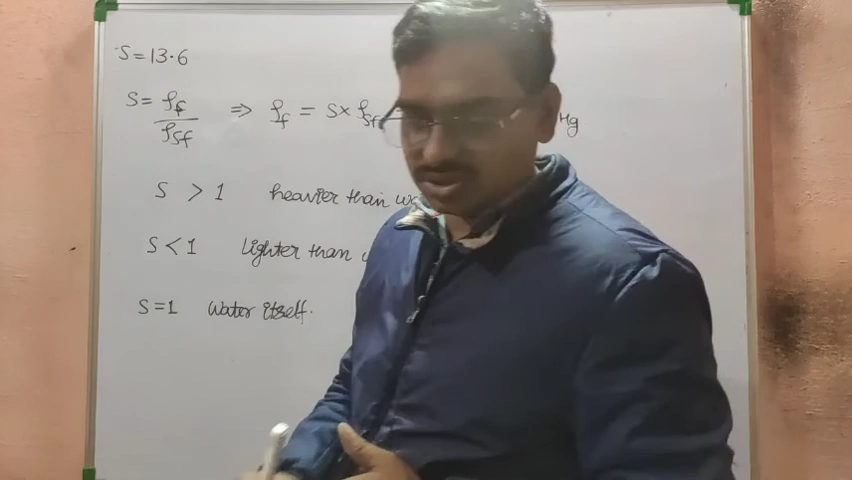 S = 13.6
S = ρf / ρsf ⇒ ρf = S × ρsf Hg
S > 1 heavier than
S < 1 Lighter than
S = 1 Water itself.